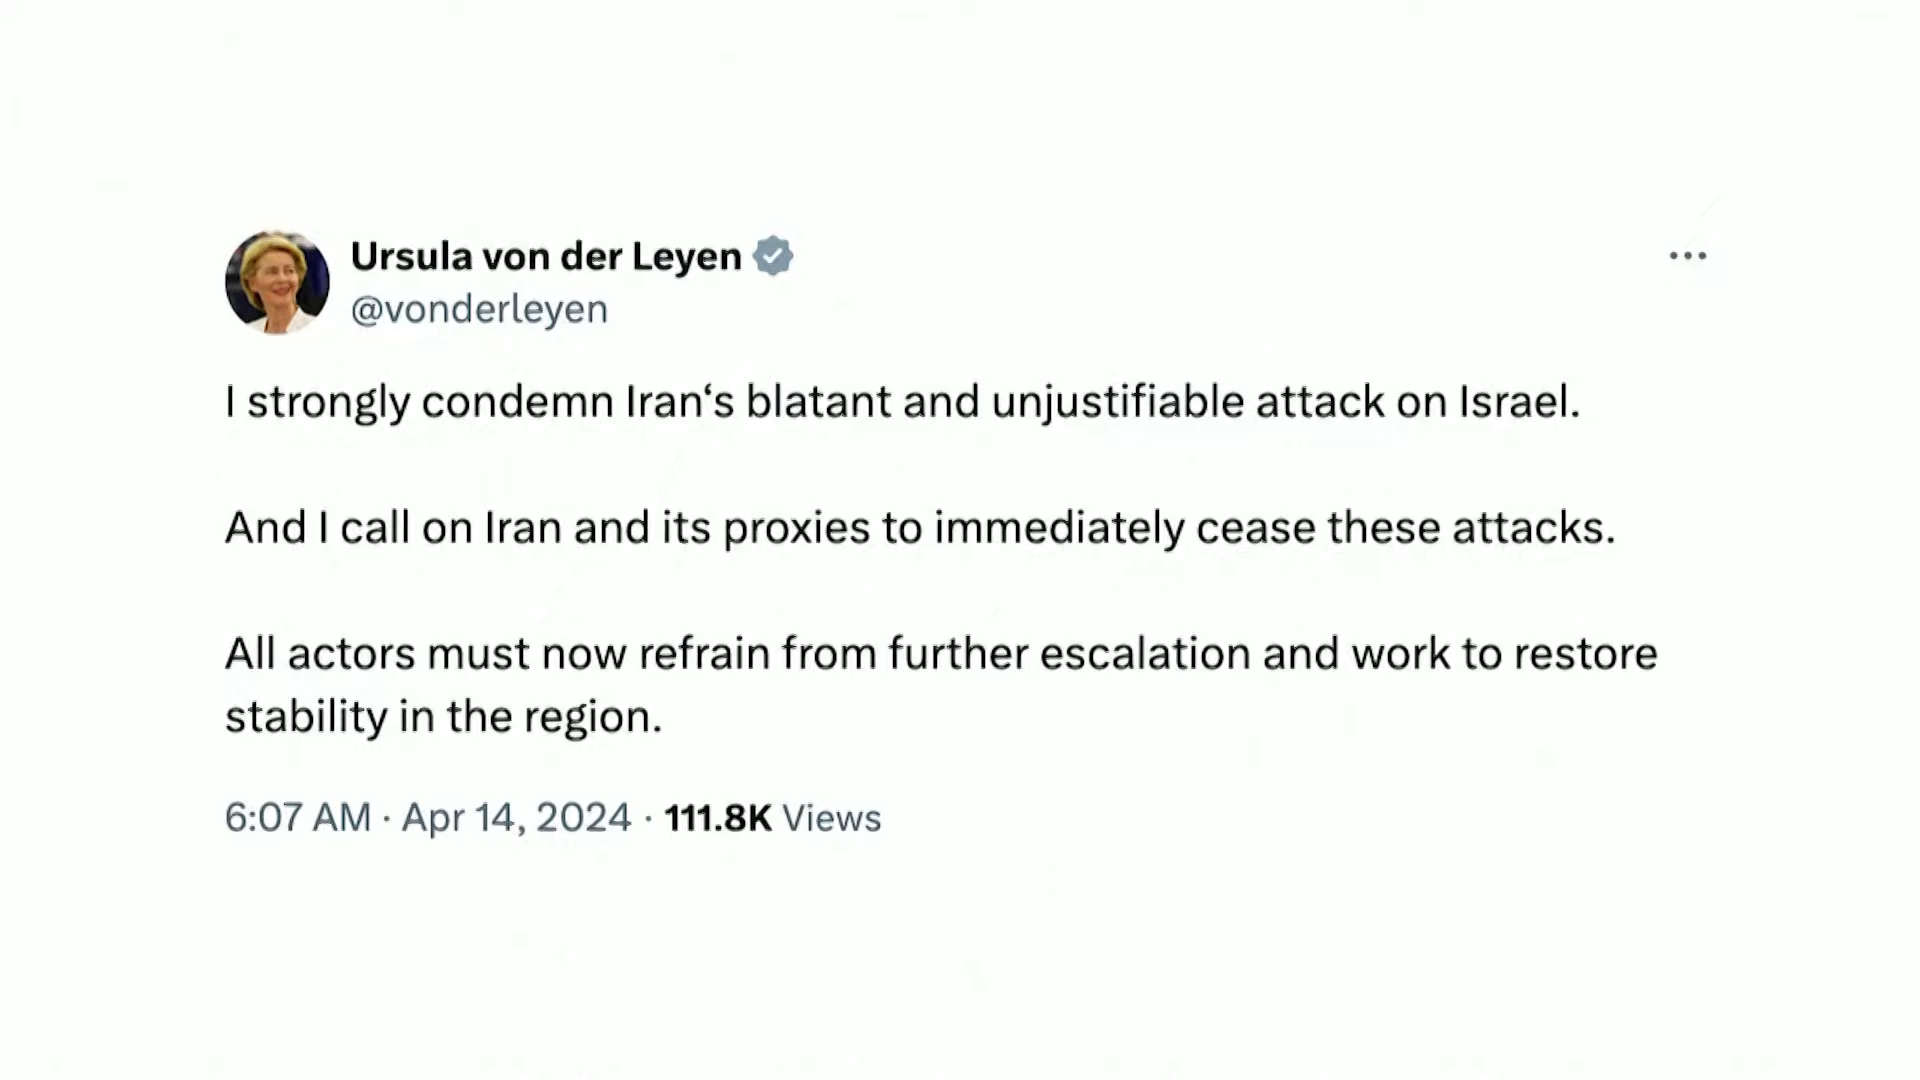 Ursula von der Leyen
@vonderleyen
I strongly condemn Iran‘s blatant and unjustifiable attack on Israel.
And I call on Iran and its proxies to immediately cease these attacks.
All actors must now refrain from further escalation and work to restore
stability in the region.
6:07 AM · Apr 14, 2024 · 111.8K Views